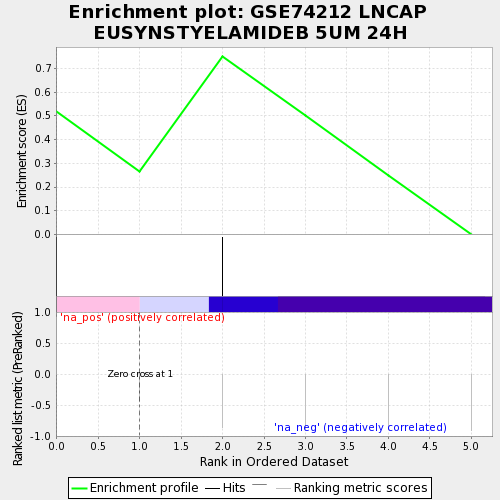 Enrichment plot: GSE74212 LNCAP
EUSYNSTYELAMIDEB 5UM 24H
Enrichment score (ES)
0.7
0.6
0.5
0.4
0.3
0.2
0.1
0.0
'na_pos' (positively correlated)
Zero cross at 1
'na_neg' (negatively correlated)
Ranked list metric (PreRanked)
1.0
0.5
0.0
-0.5
-1.0
0.0 0.5 1.0 1.5 2.0 2.5 3.0 3.5 4.0 4.5 5.0
Rank in Ordered Dataset
Enrichment profile Hits Ranking metric scores